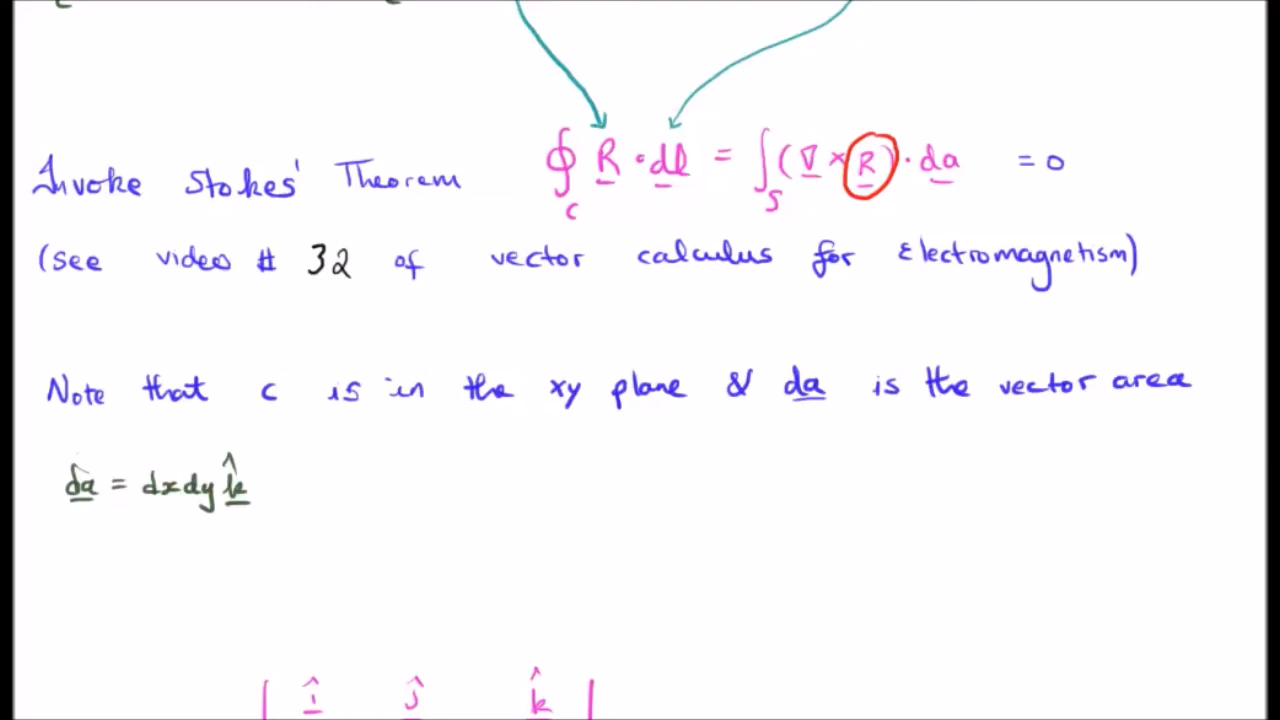 Invoke Stokes' Theorem ∮_C R · dl = ∫_S (∇ × R) · da = 0
(see video # 32 of vector calculus for Electromagnetism)
Note that c is in the xy plane & da is the vector area
da = dxdy k̂
| î ĵ k̂ |